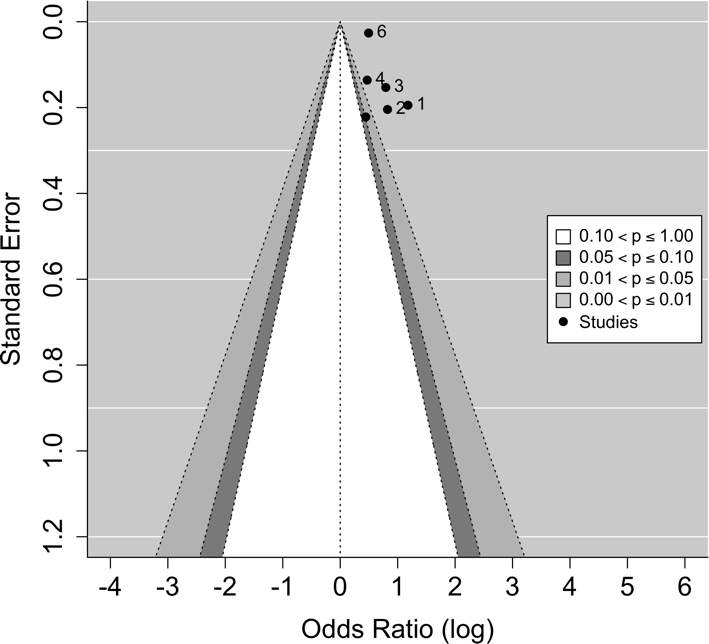 0.0
6
4
3
1
2
0.2
0.4
0.6
0.8
1.0
1.2
Standard Error
0.10 < p ≤ 1.00
0.05 < p ≤ 0.10
0.01 < p ≤ 0.05
0.00 < p ≤ 0.01
Studies
-4 -3 -2 -1 0 1 2 3 4 5 6
Odds Ratio (log)